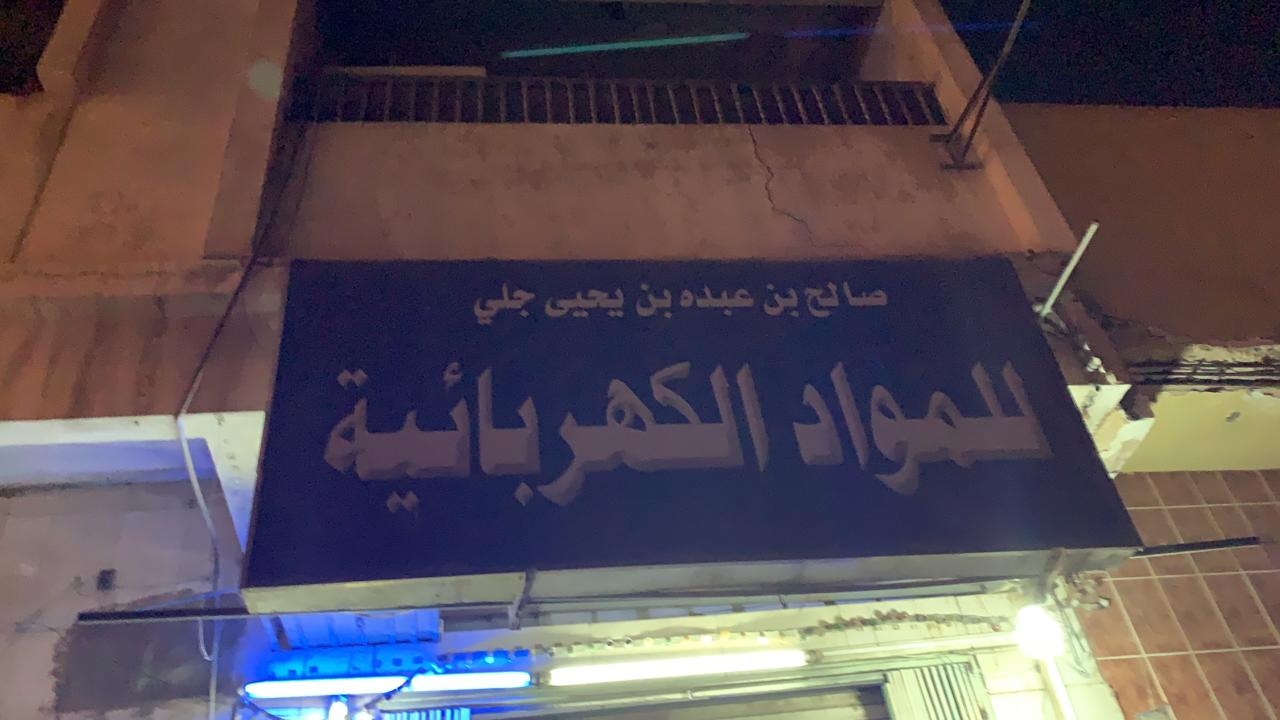 صالح بن عبده بن يحيى جلي
للمواد الكهربائية